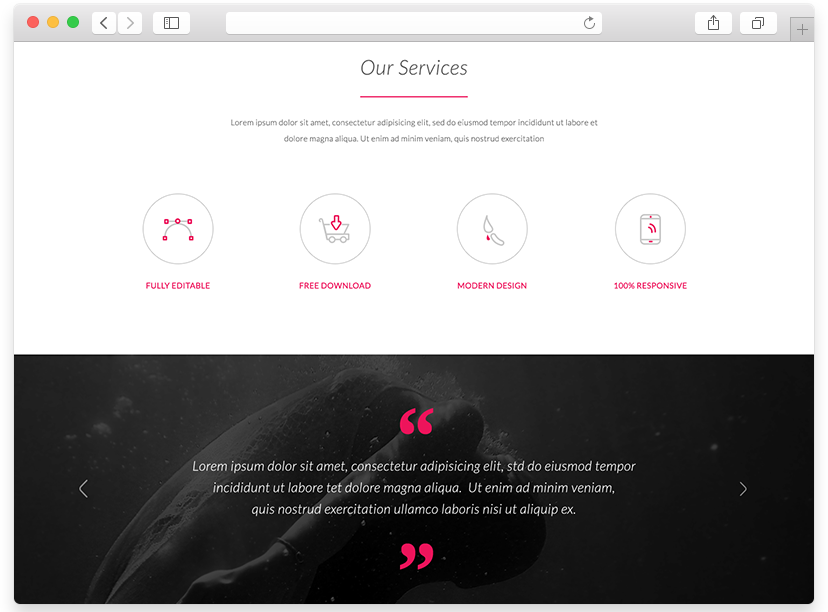 Our Services
Lorem ipsum dolor sit amet, consectetur adipisicing elit, sed do eiusmod tempor incididunt ut labore et
dolore magna aliqua. Ut enim ad minim veniam, quis nostrud exercitation
FULLY EDITABLE
FREE DOWNLOAD
MODERN DESIGN
100% RESPONSIVE
“
Lorem ipsum dolor sit amet, consectetur adipisicing elit, std do eiusmod tempor
incididunt ut labore tet dolore magna aliqua.  Ut enim ad minim veniam,
quis nostrud exercitation ullamco laboris nisi ut aliquip ex.
”